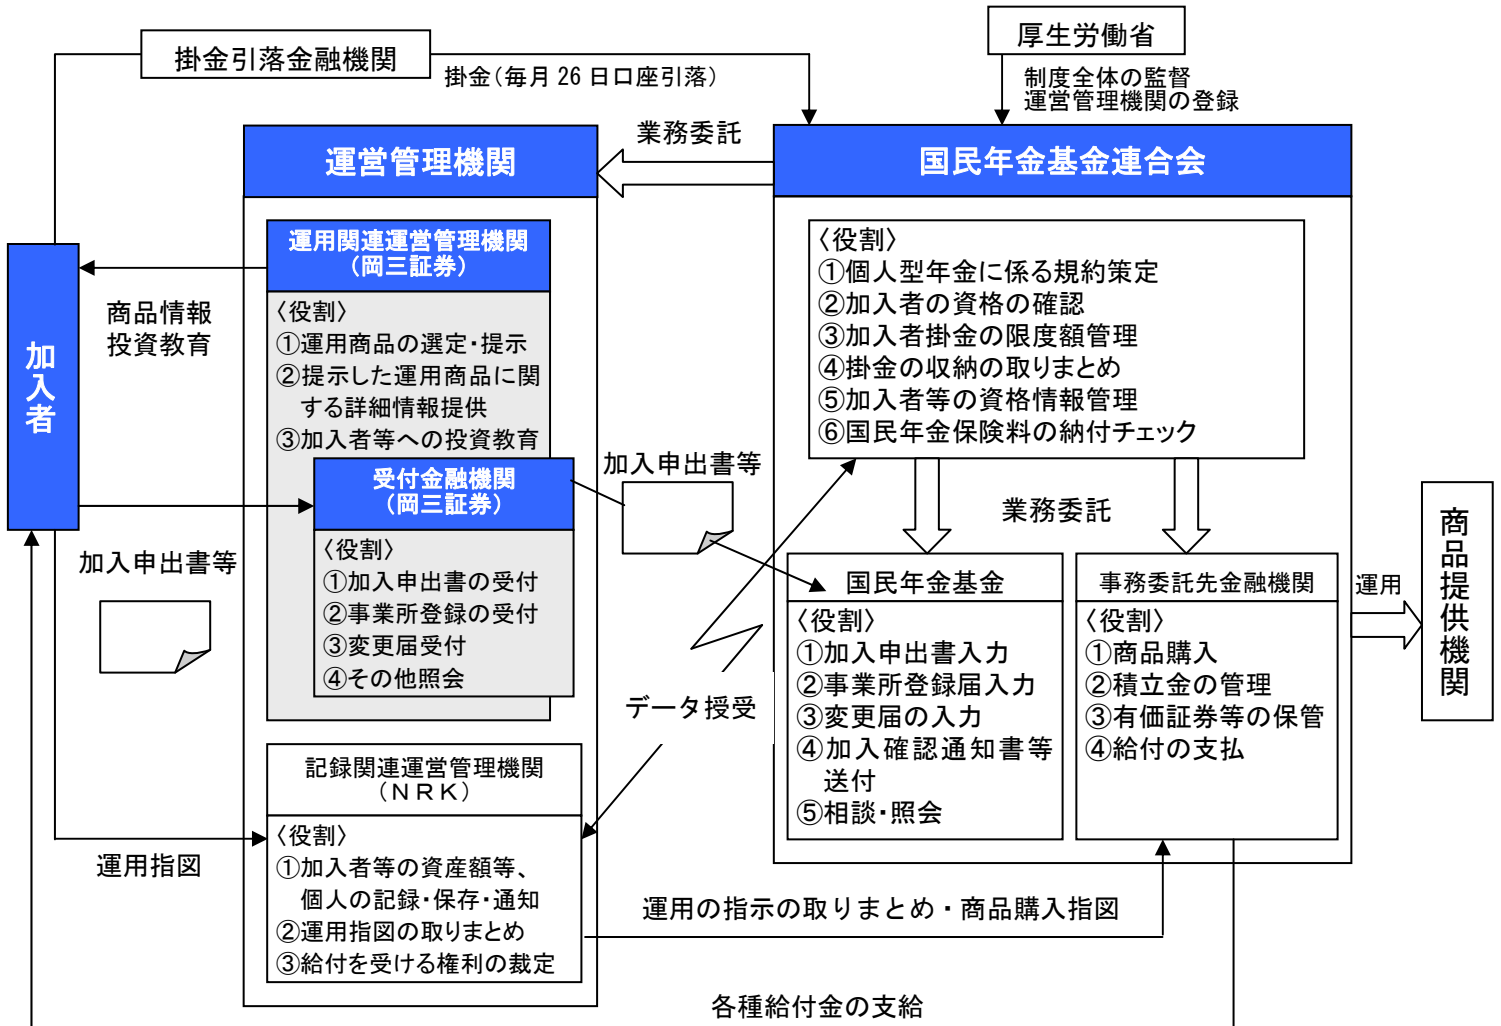 掛金引落金融機関
掛金（毎月26日口座引落）
厚生労働省
制度全体の監督
運営管理機関の登録
業務委託
運営管理機関
国民年金基金連合会
運用関連運営管理機関
（岡三証券）
〈役割〉
①運用商品の選定・提示
②提示した運用商品に関
する詳細情報提供
③加入者等への投資教育
商品情報
投資教育
加入者
〈役割〉
①個人型年金に係る規約策定
②加入者の資格の確認
③加入者掛金の限度額管理
④掛金の収納の取りまとめ
⑤加入者等の資格情報管理
⑥国民年金保険料の納付チェック
受付金融機関
（岡三証券）
〈役割〉
①加入申出書の受付
②事業所登録の受付
③変更届受付
④その他照会
加入申出書等
加入申出書等
業務委託
国民年金基金
〈役割〉
①加入申出書入力
②事業所登録届入力
③変更届の入力
④加入確認通知書等
送付
⑤相談・照会
事務委託先金融機関
〈役割〉
①商品購入
②積立金の管理
③有価証券等の保管
④給付の支払
運用
商品提供機関
データ授受
記録関連運営管理機関
（ＮＲＫ）
〈役割〉
①加入者等の資産額等、
個人の記録・保存・通知
②運用指図の取りまとめ
③給付を受ける権利の裁定
運用指図
運用の指示の取りまとめ・商品購入指図
各種給付金の支給